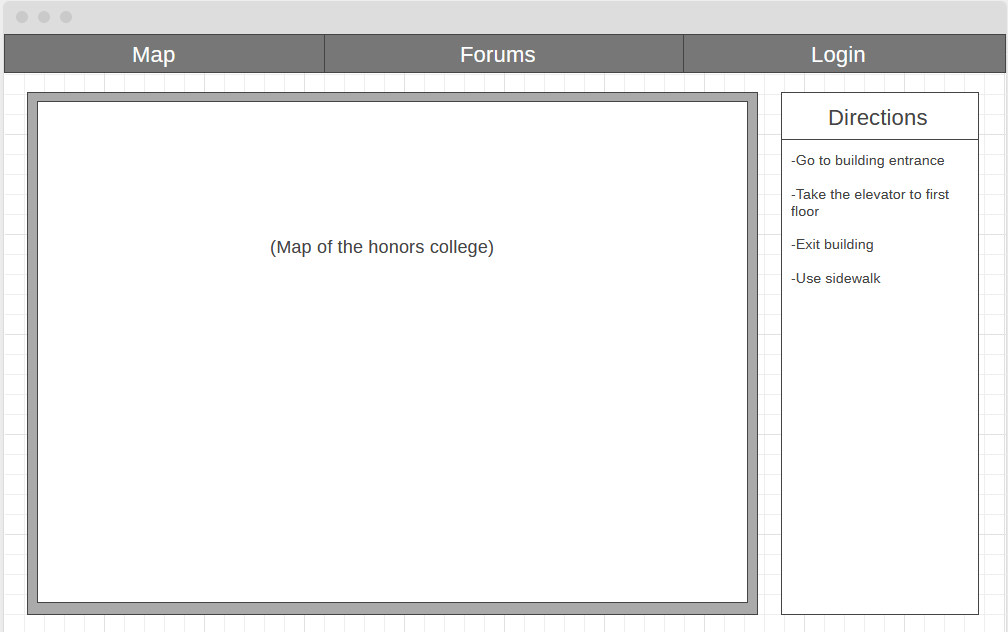 Map Forums Login
Directions
-Go to building entrance
-Take the elevator to first
floor
(Map of the honors college)
-Exit building
-Use sidewalk